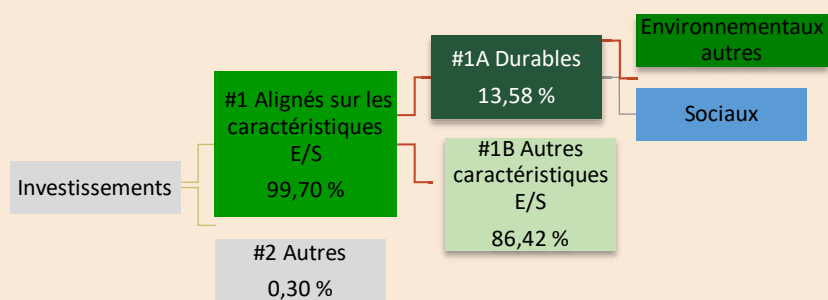 Investissements
#1 Alignés sur les
caractéristiques
E/S
99,70 %
#2 Autres
0,30 %
#1A Durables
13,58 %
#1B Autres
caractéristiques
E/S
86,42 %
Environnementaux
autres
Sociaux